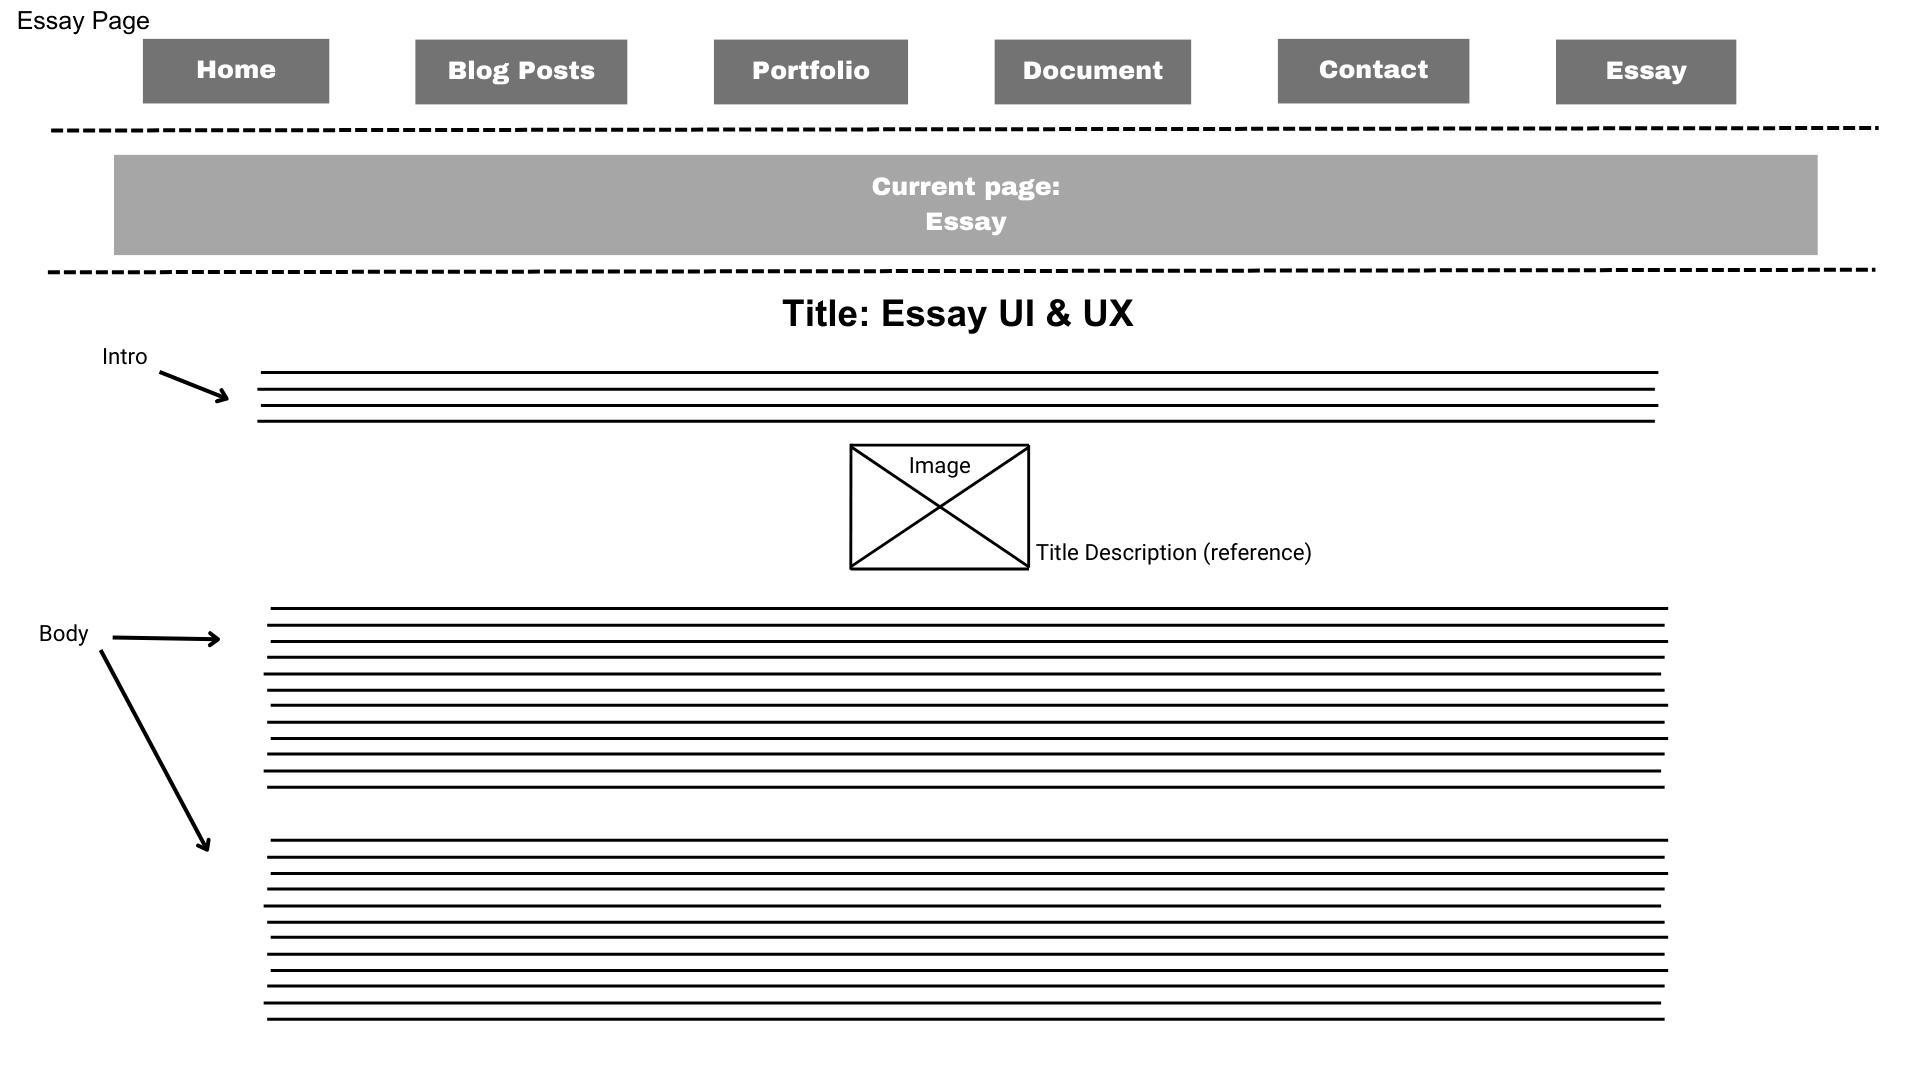 Essay Page
Home
Blog Posts
Portfolio
Document
Contact
Essay
Current page:
Essay
Title: Essay UI & UX
Intro
Image
Title Description (reference)
Body